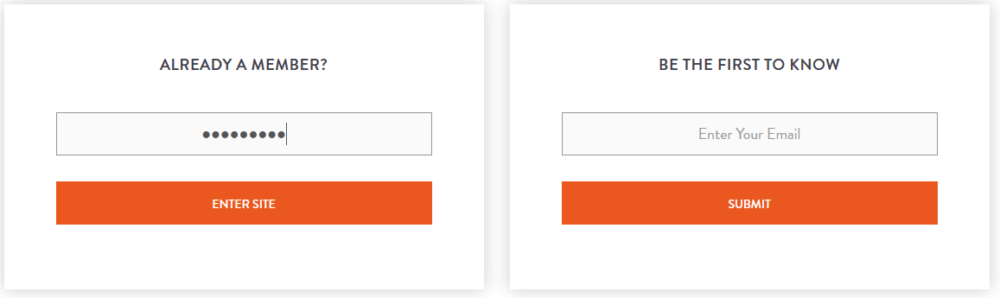 ALREADY A MEMBER?
●●●●●●●●●
ENTER SITE
BE THE FIRST TO KNOW
Enter Your Email
SUBMIT